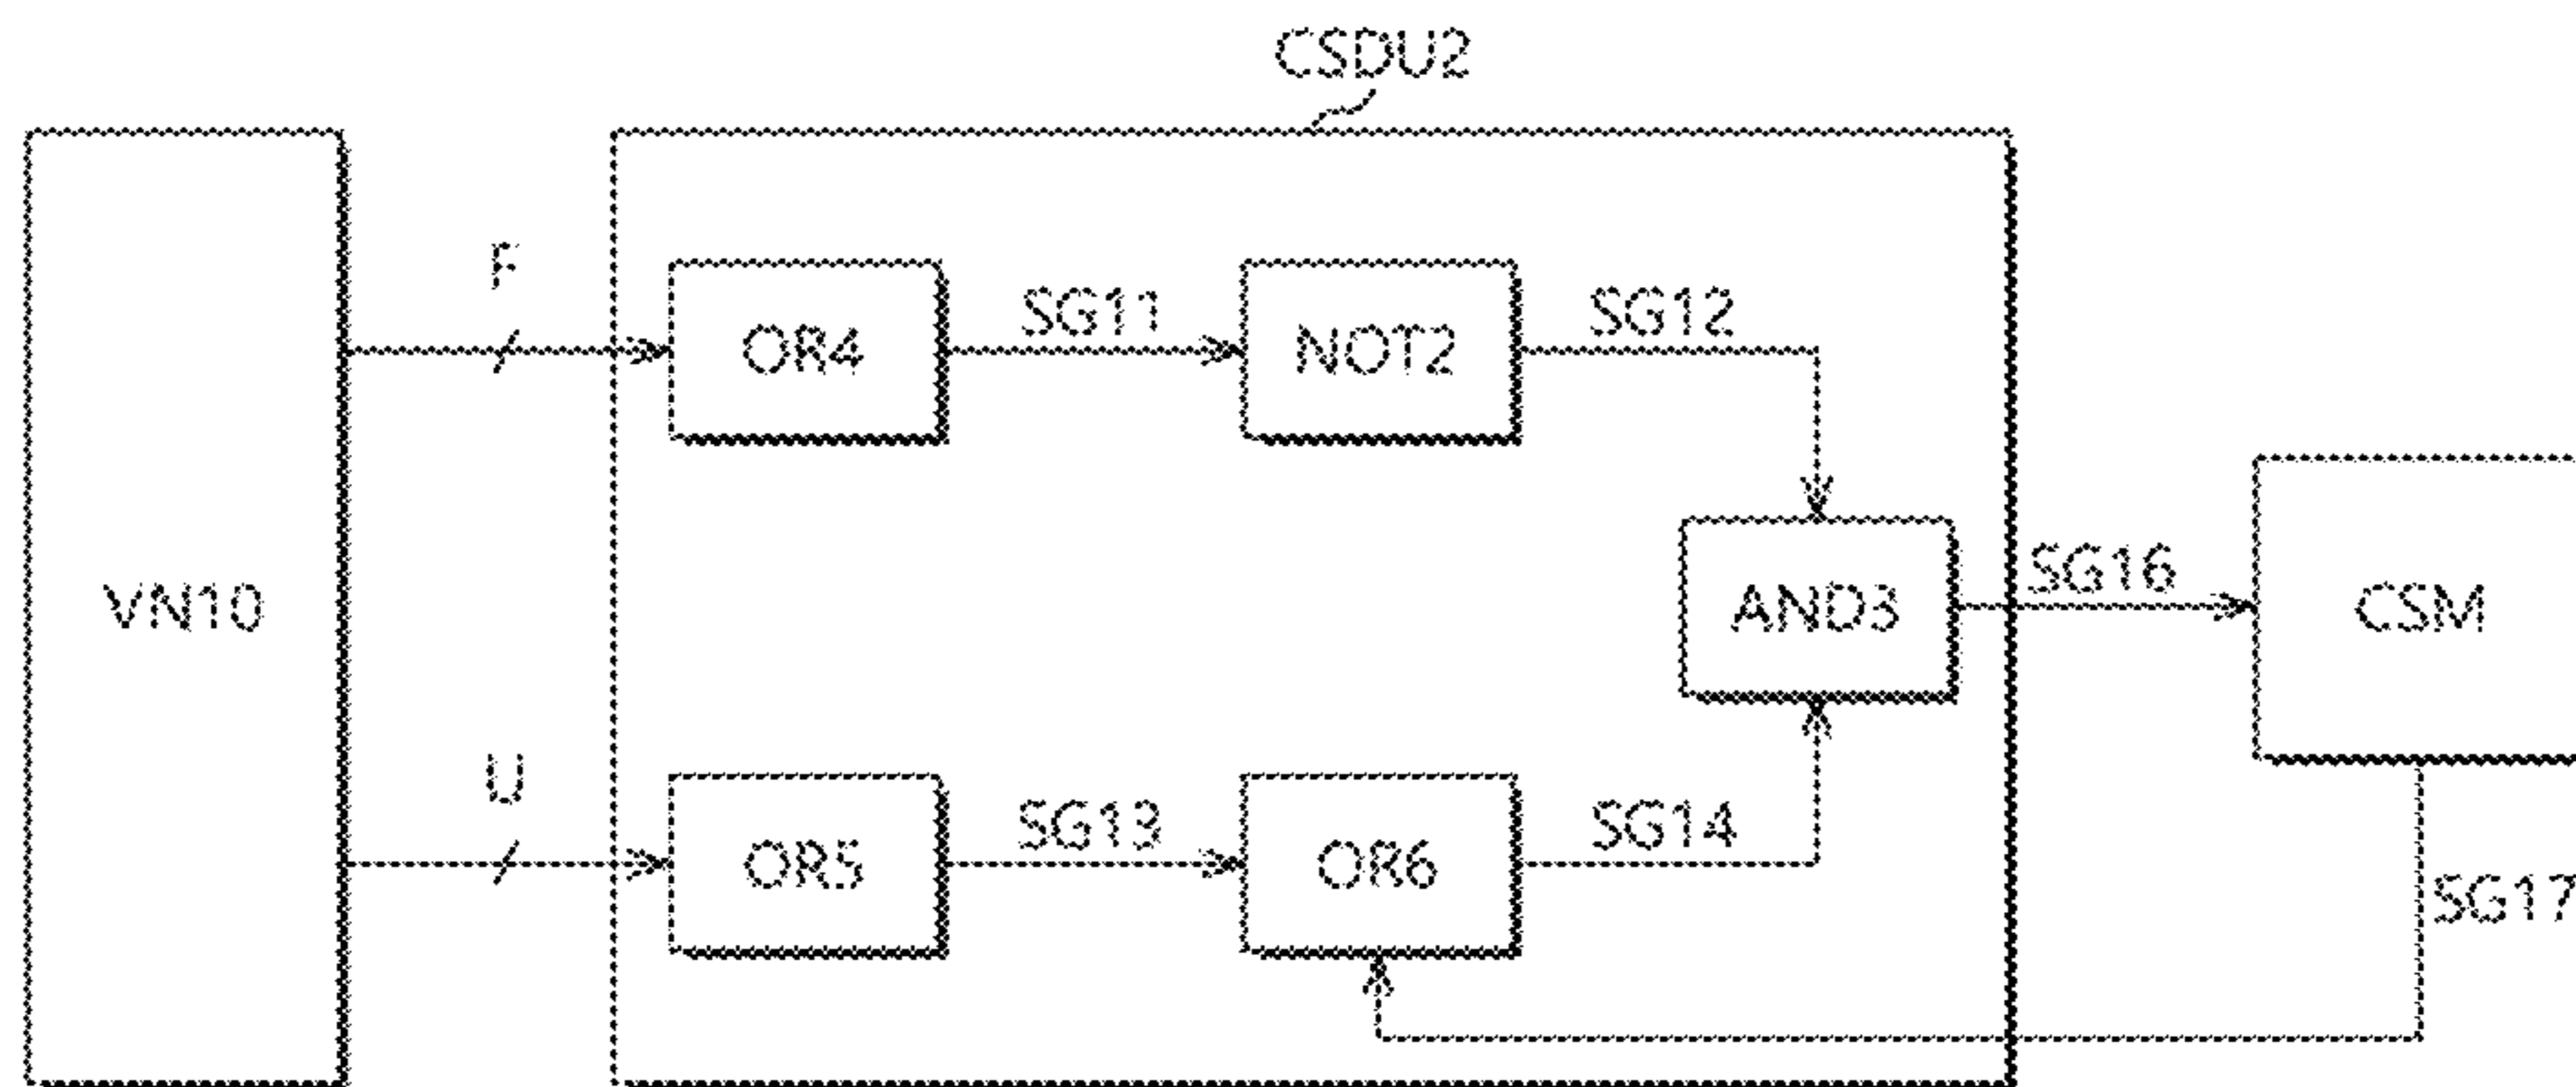 CSDU2
F
SG11
SG12
OR4
NOT2
SG16
VN10
AND3
CSM
U
SG13
SG14
OR5
OR6
SG17